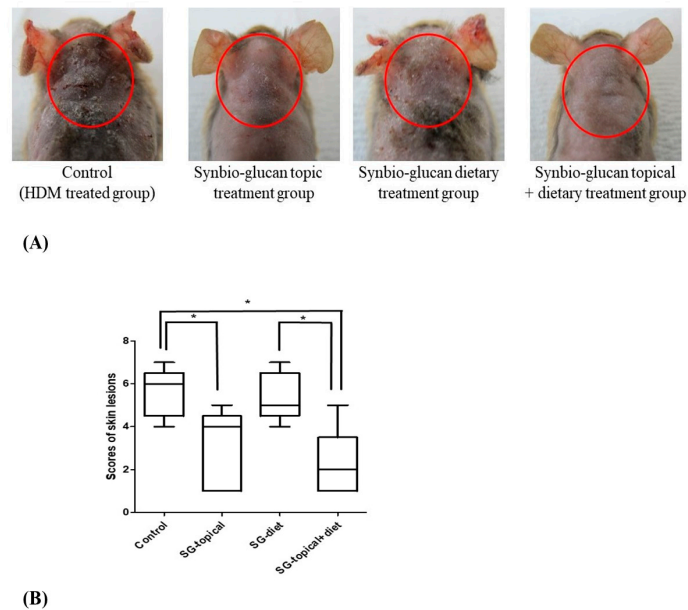 Control
(HDM treated group)
Synbio-glucan topic
treatment group
Synbio-glucan dietary
treatment group
Synbio-glucan topical
+ dietary treatment group
(A)
*
*
*
8
6
4
2
0
Scores of skin lesions
Control
SG-topical
SG-diet
SG-topical+diet
(B)